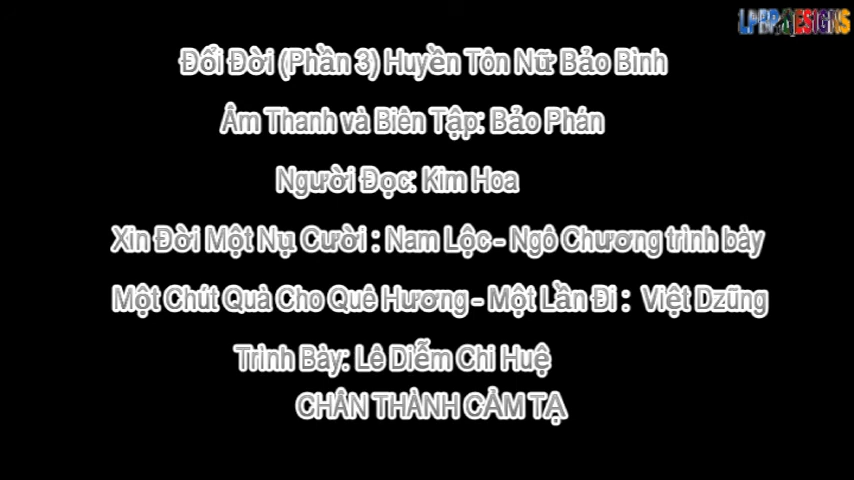 LPBP DESIGNS
Đổi Đời (Phần 3) Huyền Tôn Nữ Bảo Bình
Âm Thanh và Biên Tập: Bảo Phán
Người Đọc: Kim Hoa
Xin Đời Một Nụ Cười : Nam Lộc - Ngô Chương trình bày
Một Chút Quà Cho Quê Hương - Một Lần Đi : Việt Dzũng
Trình Bày: Lê Diễm Chi Huệ
CHÂN THÀNH CẢM TẠ